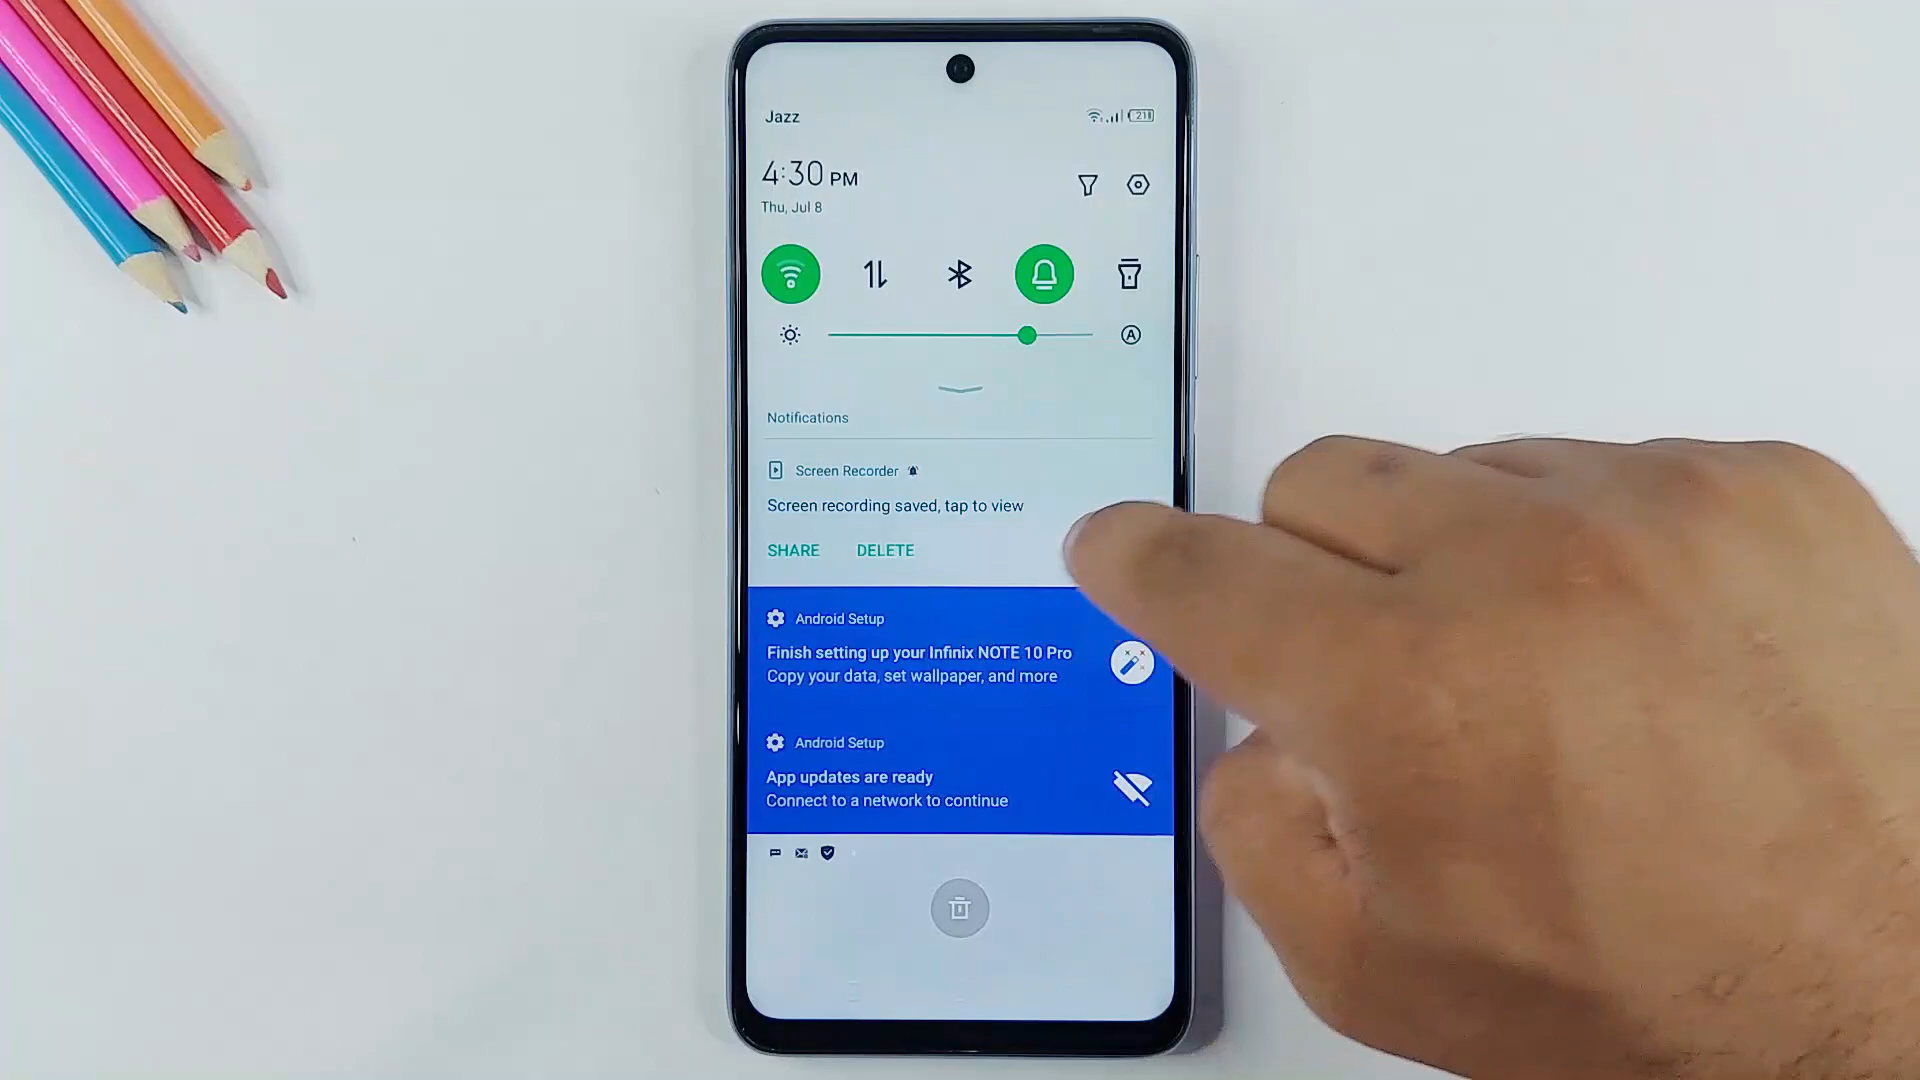 Jazz
21
4:30 PM
Thu, Jul 8
A
Notifications
Screen Recorder
Screen recording saved, tap to view
SHARE DELETE
Android Setup
Finish setting up your Infinix NOTE 10 Pro
Copy your data, set wallpaper, and more
Android Setup
App updates are ready
Connect to a network to continue